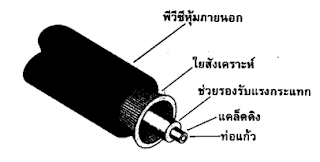 พีวีซีหุ้มภายนอก
ใยสังเคราะห์
ช่วยรองรับแรงกระแทก
แคล็ดดิง
ท่อแก้ว